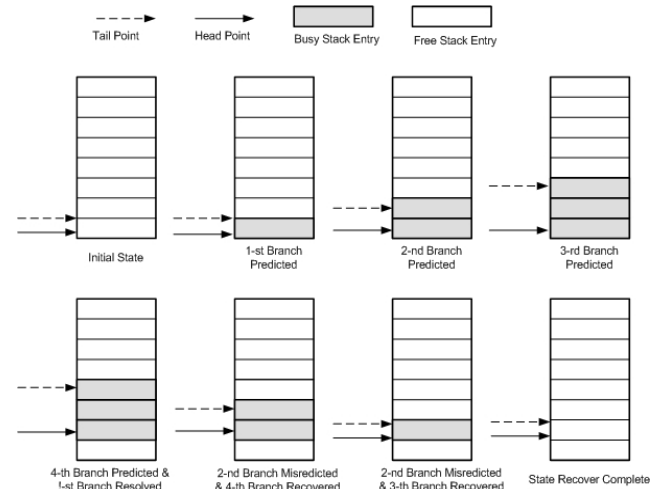 Tail Point
Head Point
Busy Stack Entry
Free Stack Entry
Initial State
1-st Branch
Predicted
2-nd Branch
Predicted
3-rd Branch
Predicted
4-th Branch Predicted &
!-st Branch Resolved
2-nd Branch Misredicted
& 4-th Branch Recovered
2-nd Branch Misredicted
& 3-th Branch Recovered
State Recover Complete